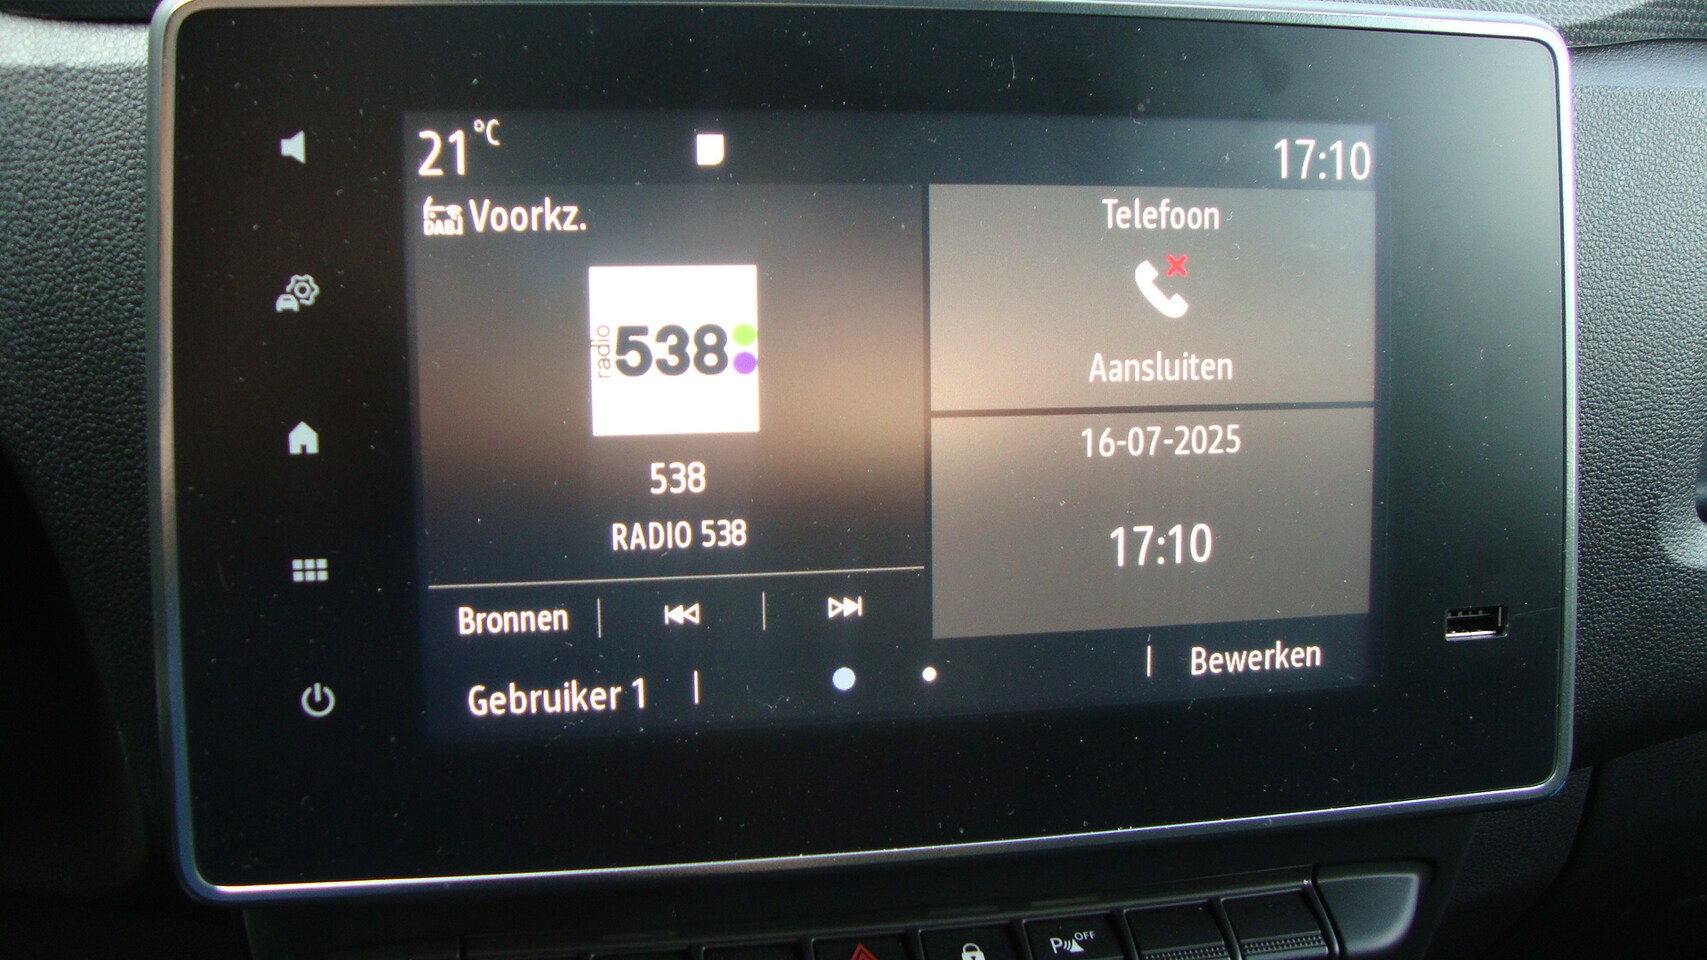 21 °C
17:10
DAB Voorkz.
radio 538
538
RADIO 538
Bronnen
Gebruiker 1
Telefoon
Aansluiten
16-07-2025
17:10
Bewerken
P OFF